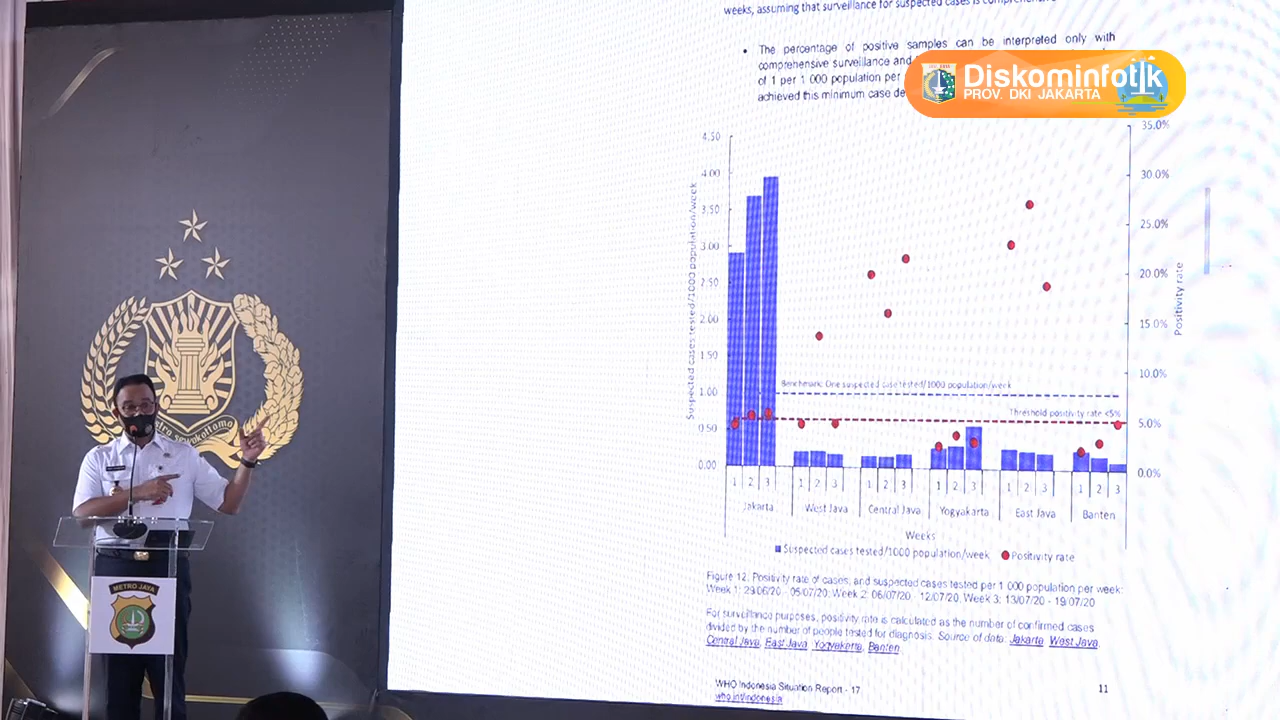 weeks, assuming that surveillance for suspected cases is
• The percentage of positive samples can be interpreted only with
comprehensive surveillance and
of 1 per 1 000 population per
achieved this minimum case
Diskominfotik
PROV. DKI JAKARTA
4.50
4.00
3.50
3.00
2.50
2.00
1.50
1.00
0.50
0.00
Suspected cases tested/1000 population/week
35.0%
30.0%
25.0%
20.0%
15.0%
10.0%
5.0%
0.0%
Positivity rate
Benchmark: One suspected case tested/1000 population/week
Threshold positivity rate <5%
1 2 3 1 2 3 1 2 3 1 2 3 1 2 3 1 2 3
Jakarta West Java Central Java Yogyakarta East Java Banten
Weeks
Suspected cases tested/1000 population/week Positivity rate
Figure 12: Positivity rate of cases, and suspected cases tested per 1 000 population per week:
Week 1: 29/06/20 - 05/07/20; Week 2: 06/07/20 - 12/07/20, Week 3: 13/07/20 - 19/07/20
For surveillance purposes, positivity rate is calculated as the number of confirmed cases
divided by the number of people tested for diagnosis. Source of data: Jakarta, West Java,
Central Java, East Java, Yogyakarta, Banten.
WHO Indonesia Situation Report - 17
who.int/indonesia
11
METRO JAYA